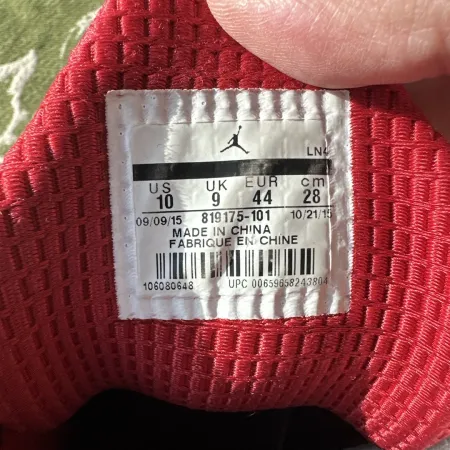 LN4
US UK EUR cm
10 9 44 28
09/09/15 819175-101 10/21/15
MADE IN CHINA
FABRIQUE EN CHINE
106080648 UPC 00659658243804